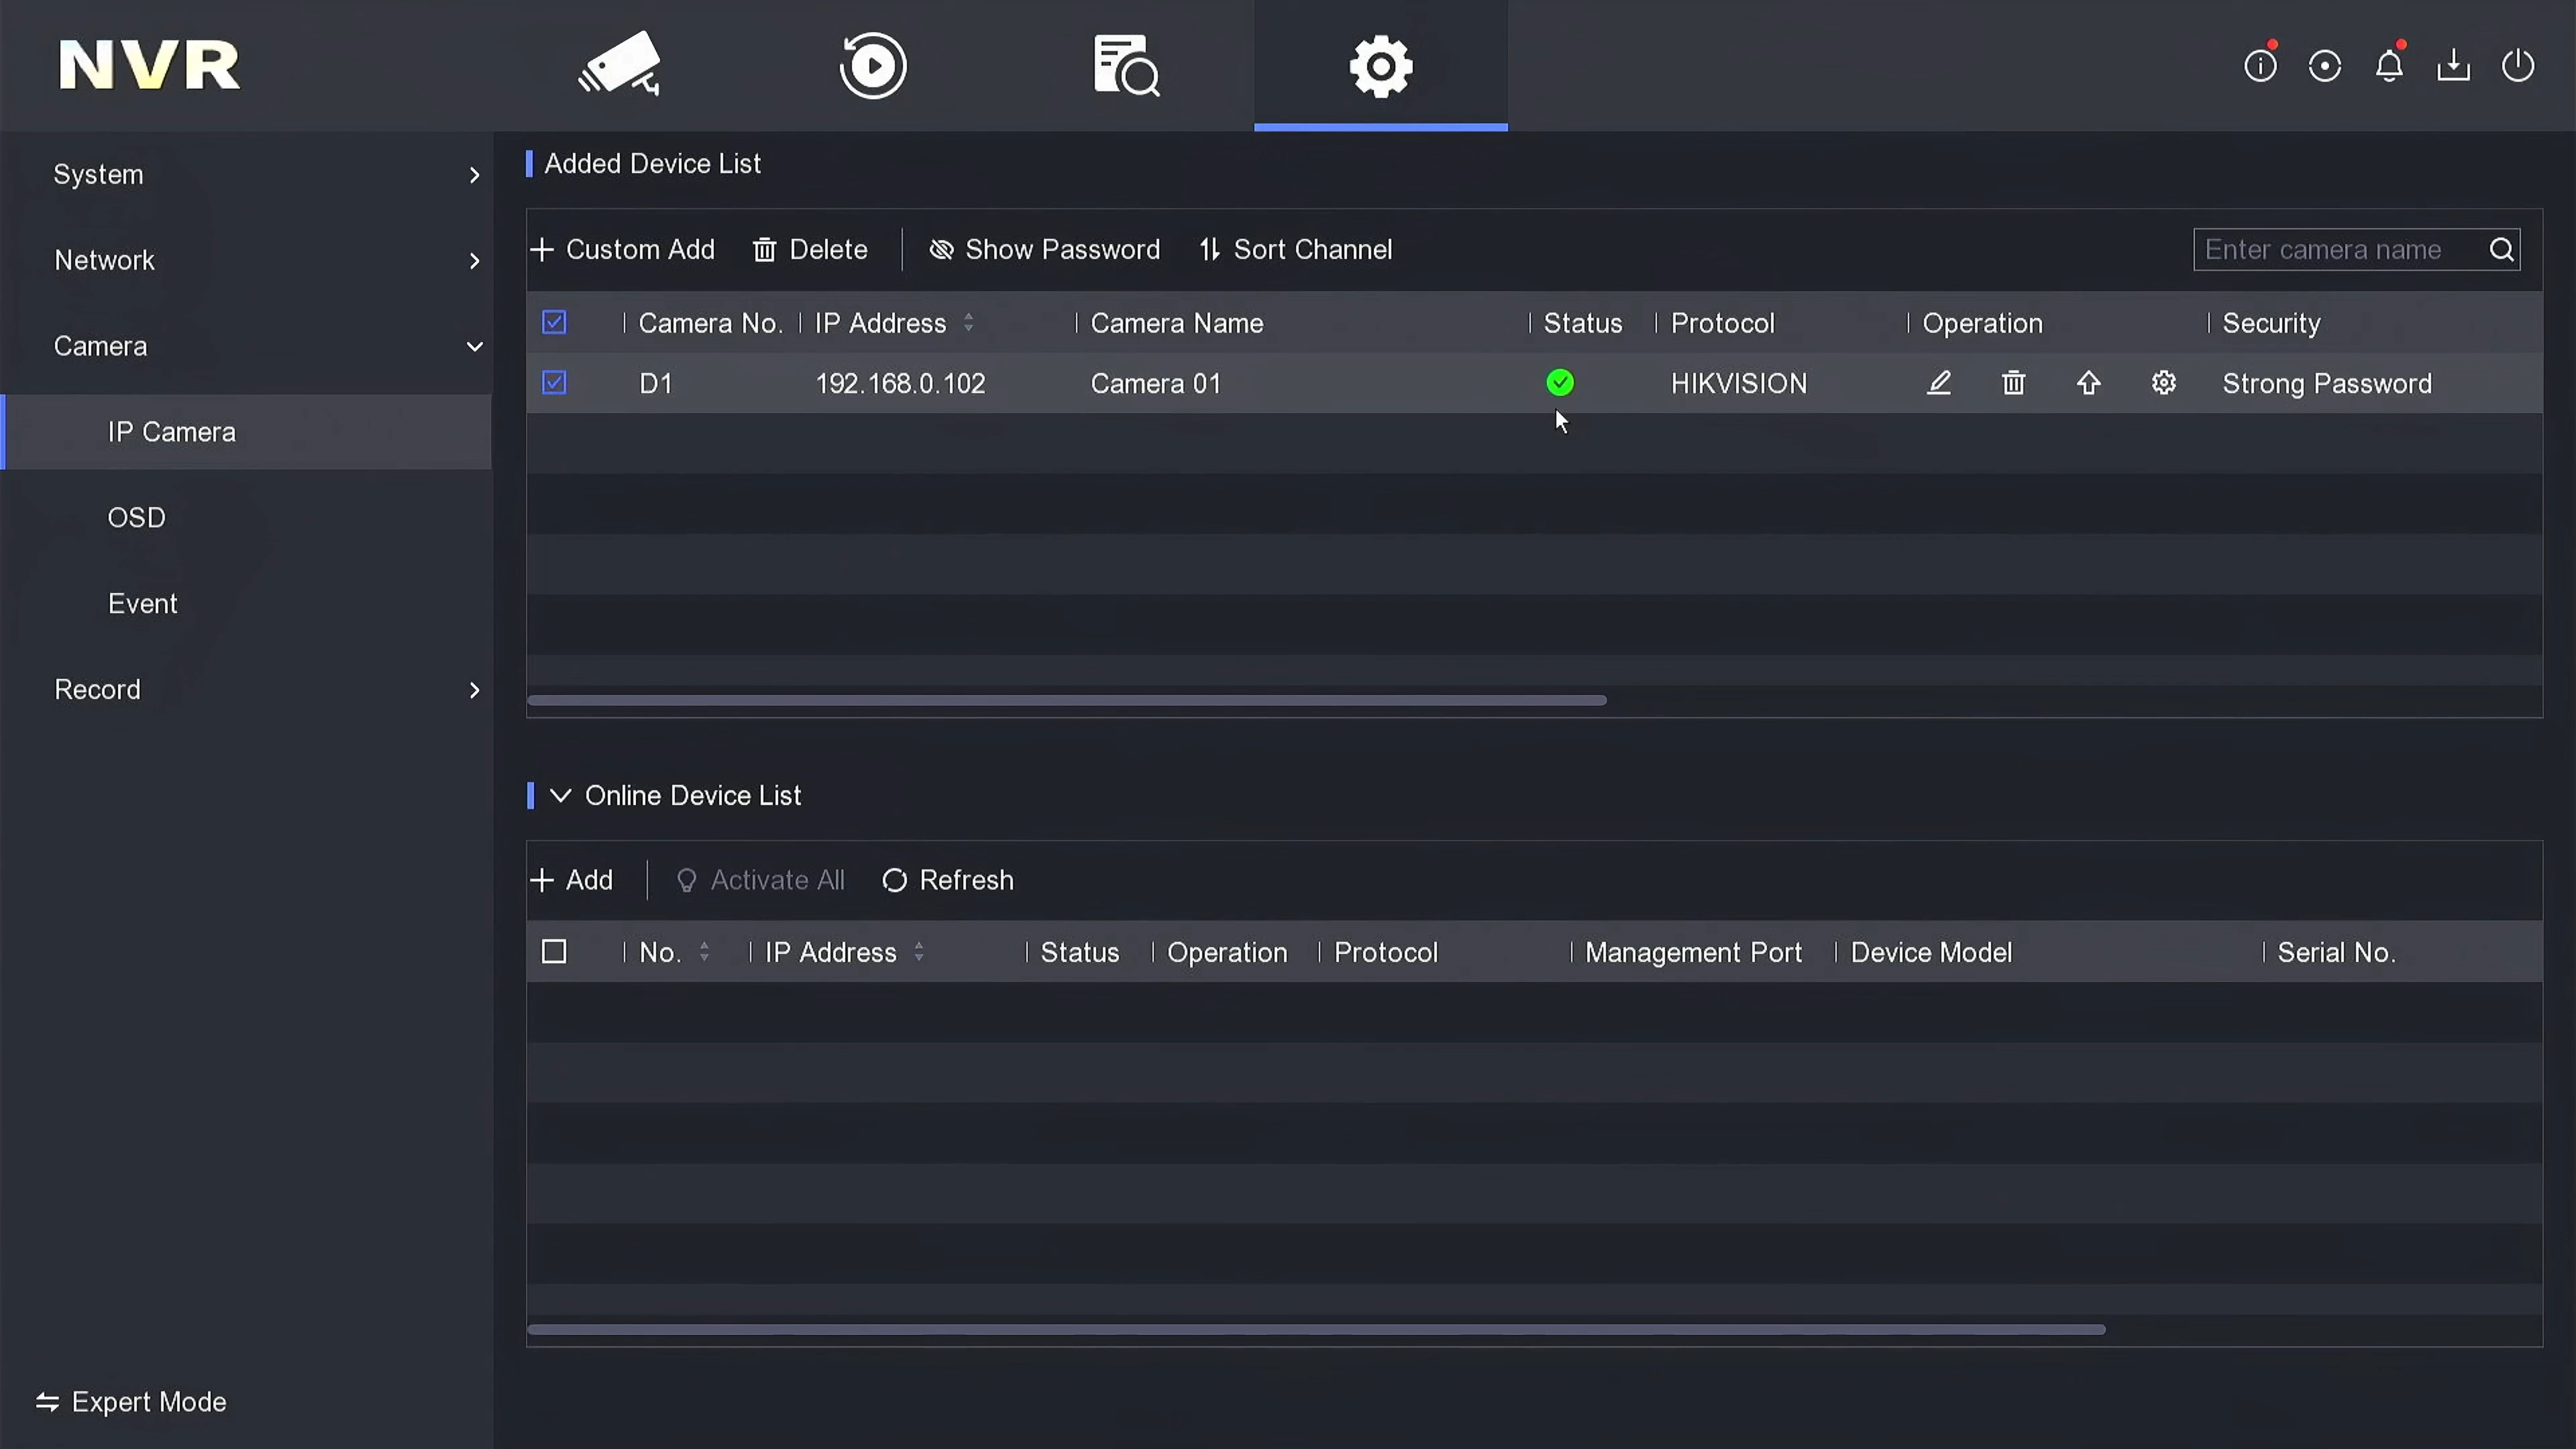 NVR
System
Network
Camera
IP Camera
OSD
Event
Record
Expert Mode
Added Device List
Custom Add Delete Show Password Sort Channel Enter camera name
Camera No. IP Address Camera Name Status Protocol Operation Security
D1 192.168.0.102 Camera 01 HIKVISION Strong Password
Online Device List
Add Activate All Refresh
No. IP Address Status Operation Protocol Management Port Device Model Serial No.